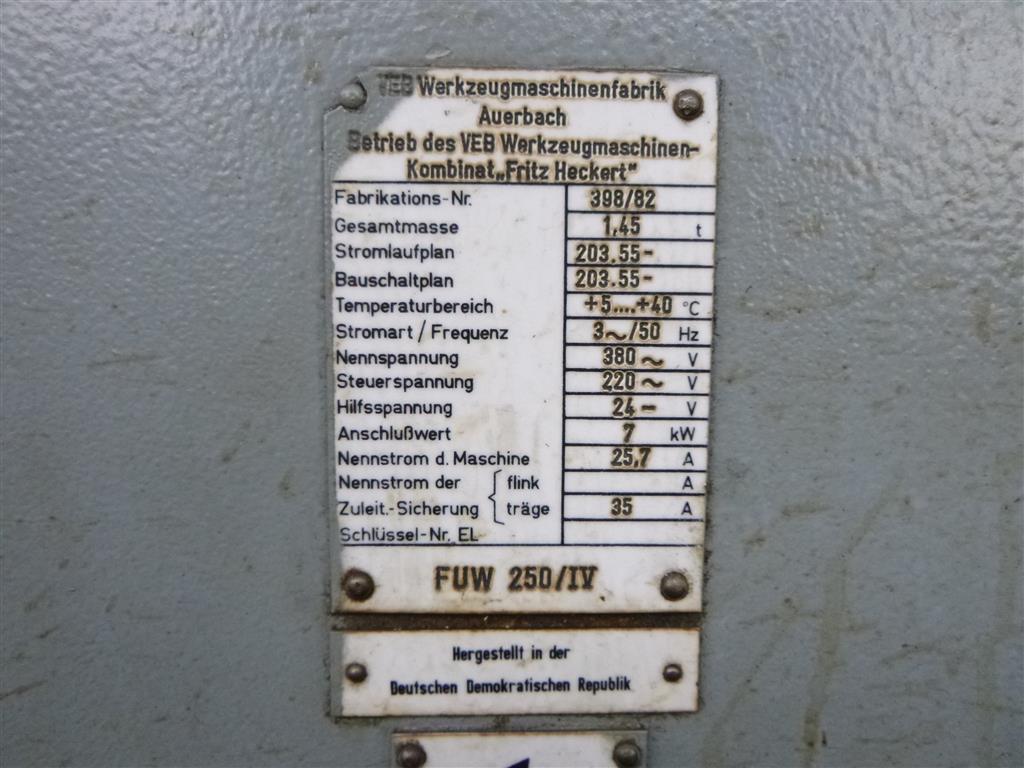 VEB Werkzeugmaschinenfabrik
Auerbach
Betrieb des VEB Werkzeugmaschinen-
Kombinat „Fritz Heckert"
Fabrikations-Nr. 398/82
Gesamtmasse 1,45 t
Stromlaufplan 203.55-
Bauschaltplan 203.55-
Temperaturbereich +5....+40 °C
Stromart / Frequenz 3~/50 Hz
Nennspannung 380 ~ V
Steuerspannung 220 ~ V
Hilfsspannung 24 - V
Anschlußwert 7 kW
Nennstrom d. Maschine 25,7 A
Nennstrom der { flink A
Zuleit.-Sicherung { träge 35 A
Schlüssel-Nr. EL
FUW 250/IV
Hergestellt in der
Deutschen Demokratischen Republik